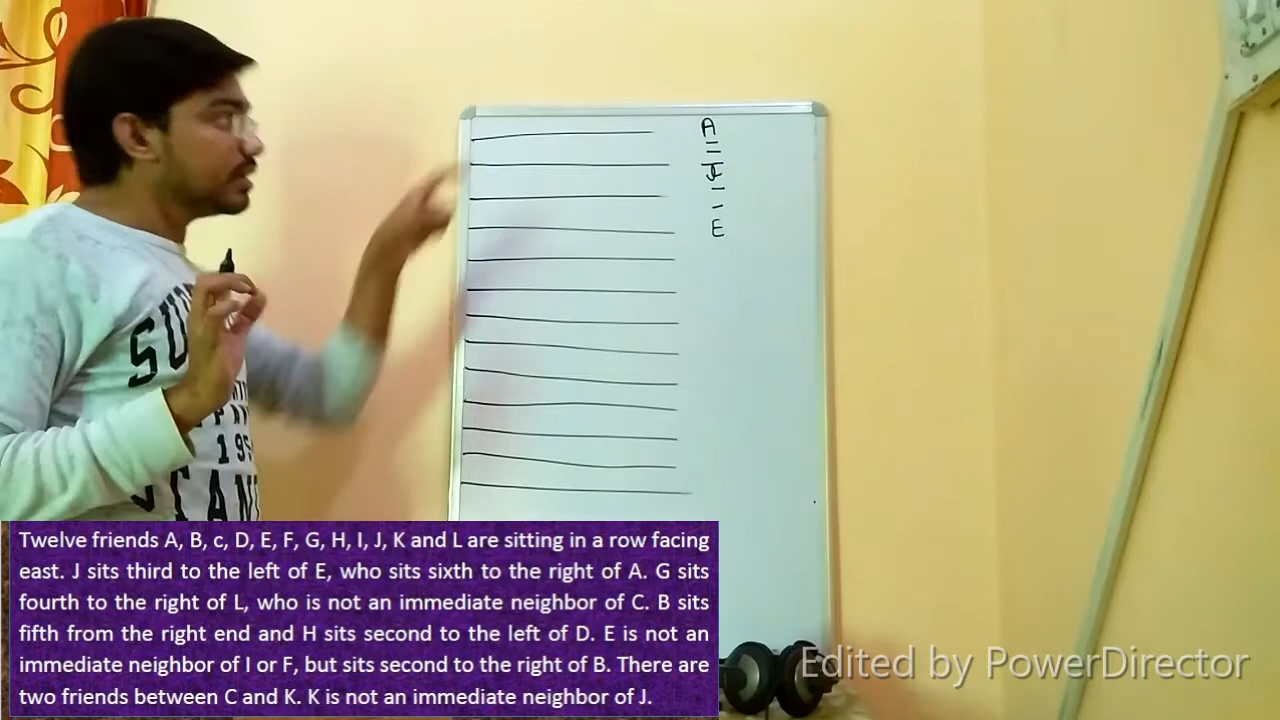 A
J
E
SU
195
STAND
Twelve friends A, B, c, D, E, F, G, H, I, J, K and L are sitting in a row facing
east. J sits third to the left of E, who sits sixth to the right of A. G sits
fourth to the right of L, who is not an immediate neighbor of C. B sits
fifth from the right end and H sits second to the left of D. E is not an
immediate neighbor of I or F, but sits second to the right of B. There are
two friends between C and K. K is not an immediate neighbor of J.
Edited by PowerDirector